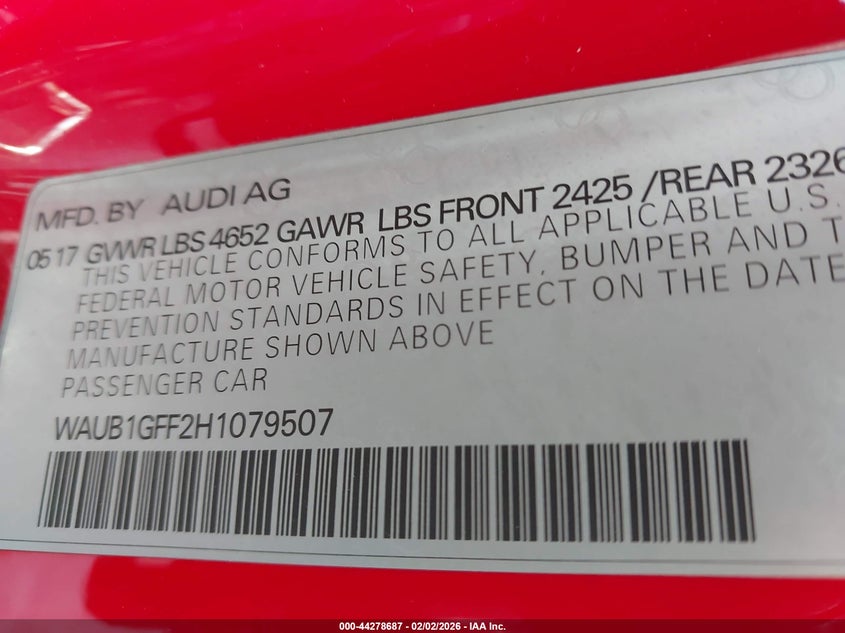 MFD. BY AUDI AG
05 17 GVWR LBS 4652 GAWR LBS FRONT 2425 / REAR 2326
THIS VEHICLE CONFORMS TO ALL APPLICABLE U.S.
FEDERAL MOTOR VEHICLE SAFETY, BUMPER AND T
PREVENTION STANDARDS IN EFFECT ON THE DATE
MANUFACTURE SHOWN ABOVE
PASSENGER CAR
WAUB1GFF2H1079507
000-44278687 - 02/02/2026 - IAA Inc.